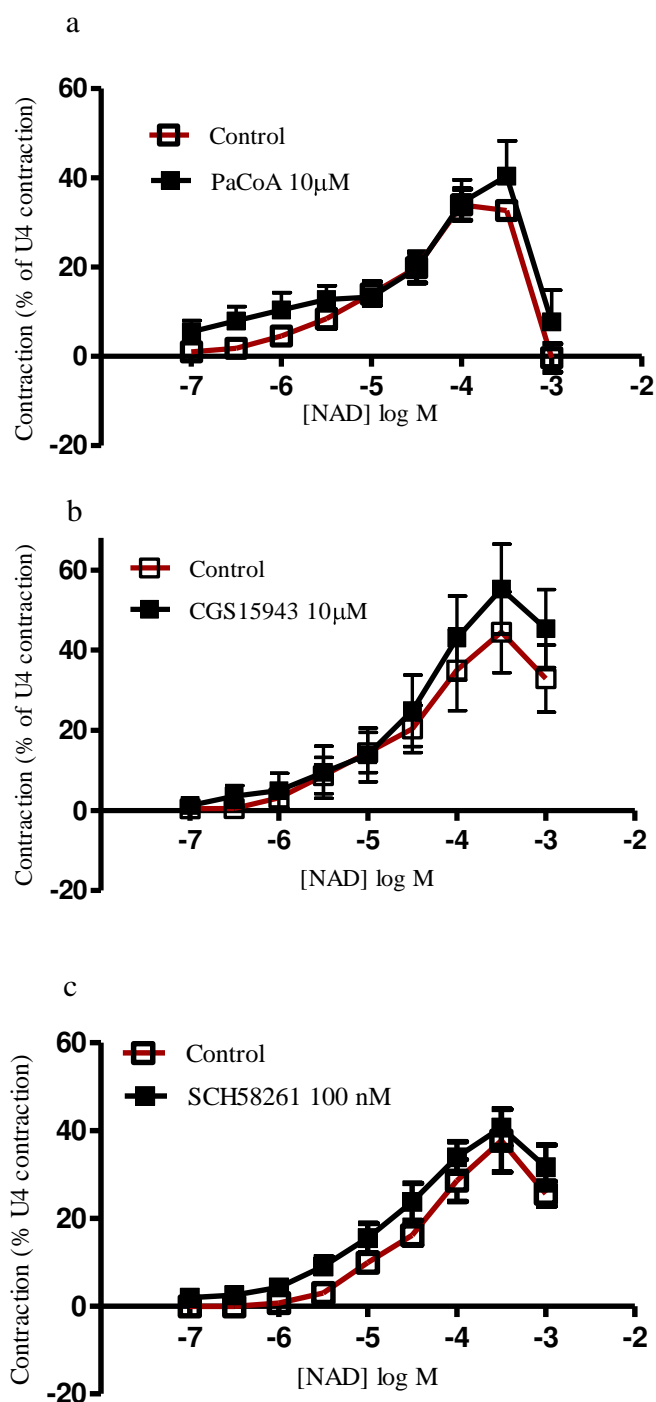 a
Contraction (% of U4 contraction)
60
40
20
0
-20
Control
PaCoA 10µM
-7 -6 -5 -4 -3 -2
[NAD] log M
b
Contraction (% of U4 contraction)
60
40
20
0
-20
Control
CGS15943 10µM
-7 -6 -5 -4 -3 -2
[NAD] log M
c
Contraction (% U4 contraction)
60
40
20
0
-20
Control
SCH58261 100 nM
-7 -6 -5 -4 -3 -2
[NAD] log M